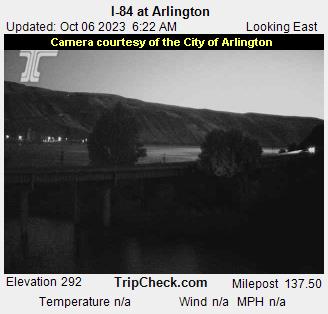 I-84 at Arlington
Updated: Oct 06 2023 6:22 AM Looking East
Camera courtesy of the City of Arlington
Elevation 292 TripCheck.com Milepost 137.50
Temperature n/a Wind n/a MPH n/a